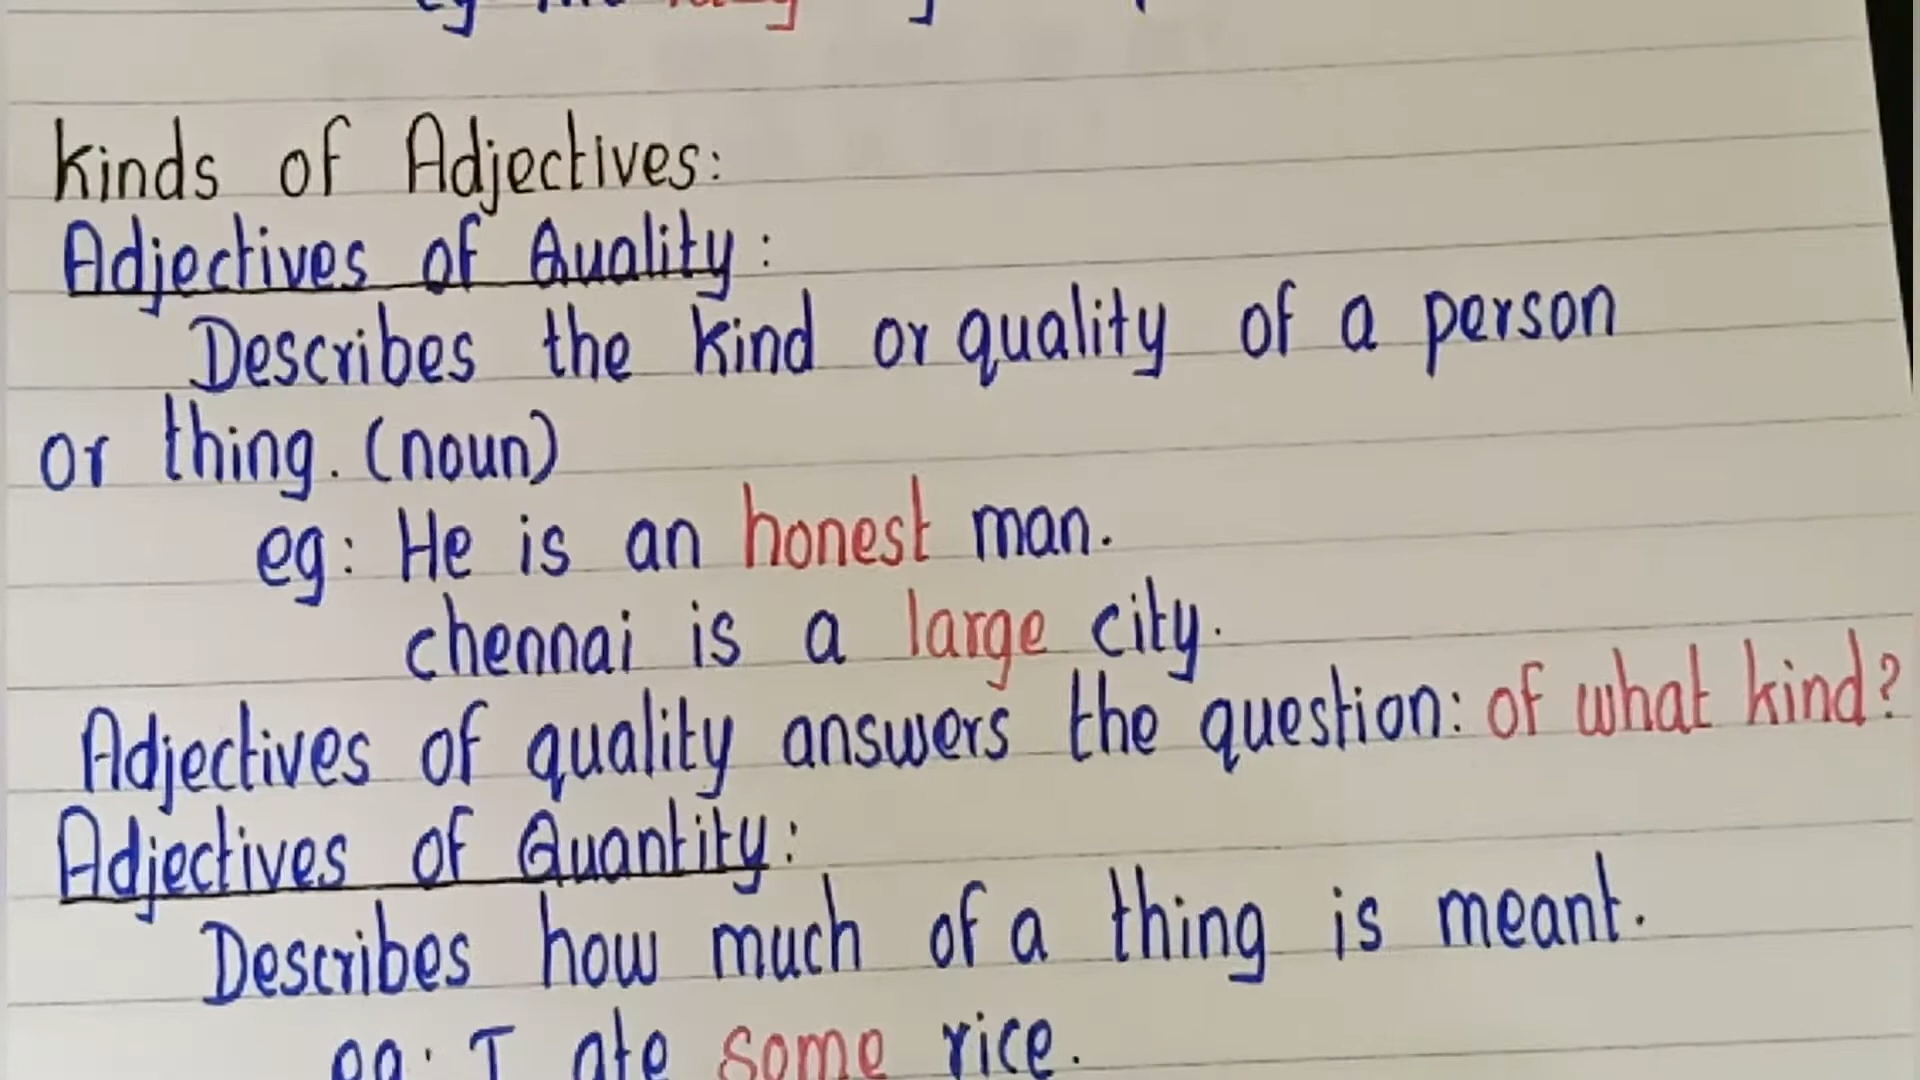 Kinds of Adjectives:
Adjectives of Quality:
Describes the kind or quality of a person
or thing. (noun)
eg: He is an honest man.
chennai is a large city.
Adjectives of quality answers the question: of what kind?
Adjectives of Quantity:
Describes how much of a thing is meant.
eg: I ate some rice.